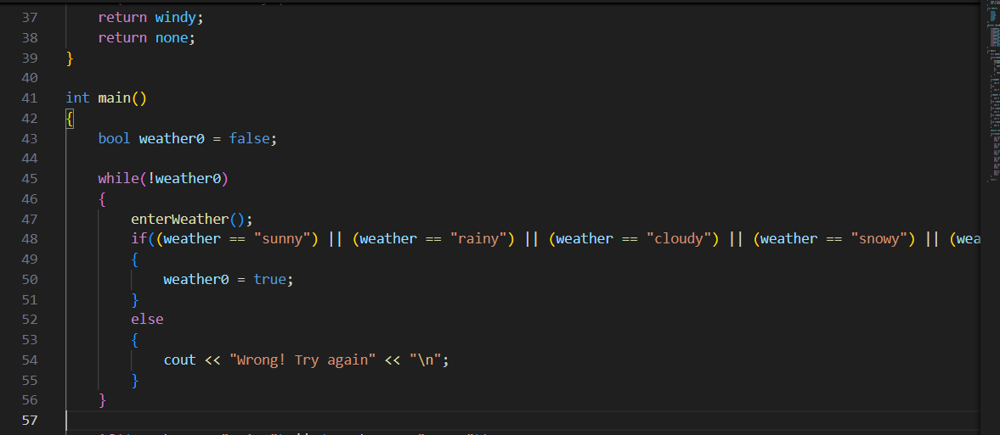 37 return windy;
38 return none;
39 }
40
41 int main()
42 {
43 bool weather0 = false;
44
45 while(!weather0)
46 {
47 enterWeather();
48 if((weather == "sunny") || (weather == "rainy") || (weather == "cloudy") || (weather == "snowy") || (wea
49 {
50 weather0 = true;
51 }
52 else
53 {
54 cout << "Wrong! Try again" << "\n";
55 }
56 }
57